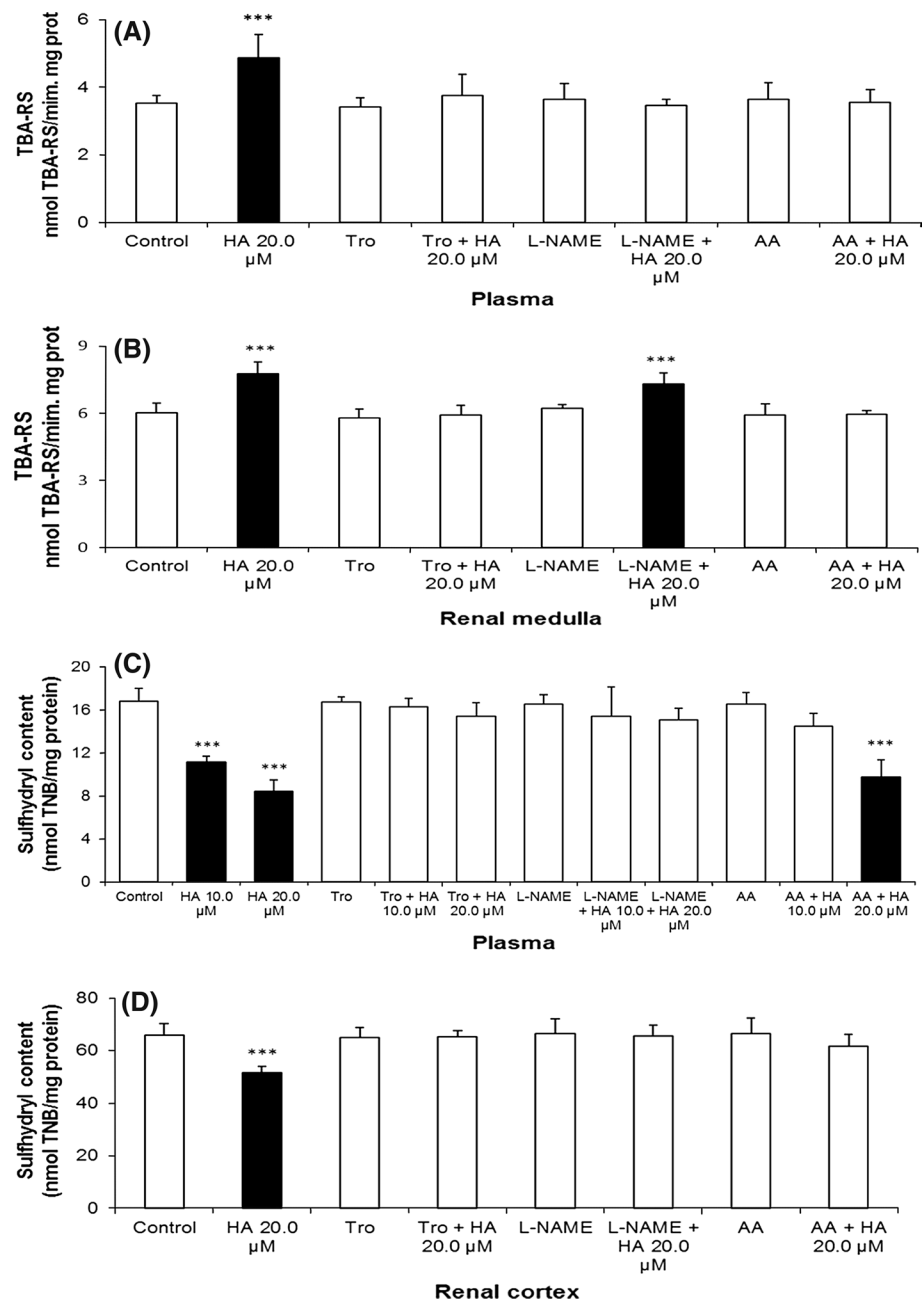 (A)
TBA-RS
nmol TBA-RS/mim. mg prot
6
4
2
0
***
Control
HA 20.0
µM
Tro
Tro + HA
20.0 µM
L-NAME
L-NAME +
HA 20.0
µM
AA
AA + HA
20.0 µM
Plasma
(B)
TBA-RS
nmol TBA-RS/mim. mg prot
9
6
3
0
***
***
Control
HA 20.0
µM
Tro
Tro + HA
20.0 µM
L-NAME
L-NAME +
HA 20.0
µM
AA
AA + HA
20.0 µM
Renal medulla
(C)
Sulfhydryl content
(nmol TNB/mg protein)
20
16
12
8
4
0
***
***
***
Control
HA 10.0
µM
HA 20.0
µM
Tro
Tro + HA
10.0 µM
Tro + HA
20.0 µM
L-NAME
L-NAME
+ HA 10.0
µM
L-NAME
+ HA 20.0
µM
AA
AA + HA
10.0 µM
AA + HA
20.0 µM
Plasma
(D)
Sulfhydryl content
(nmol TNB/mg protein)
80
60
40
20
0
***
Control
HA 20.0
µM
Tro
Tro + HA
20.0 µM
L-NAME
L-NAME +
HA 20.0
µM
AA
AA + HA
20.0 µM
Renal cortex